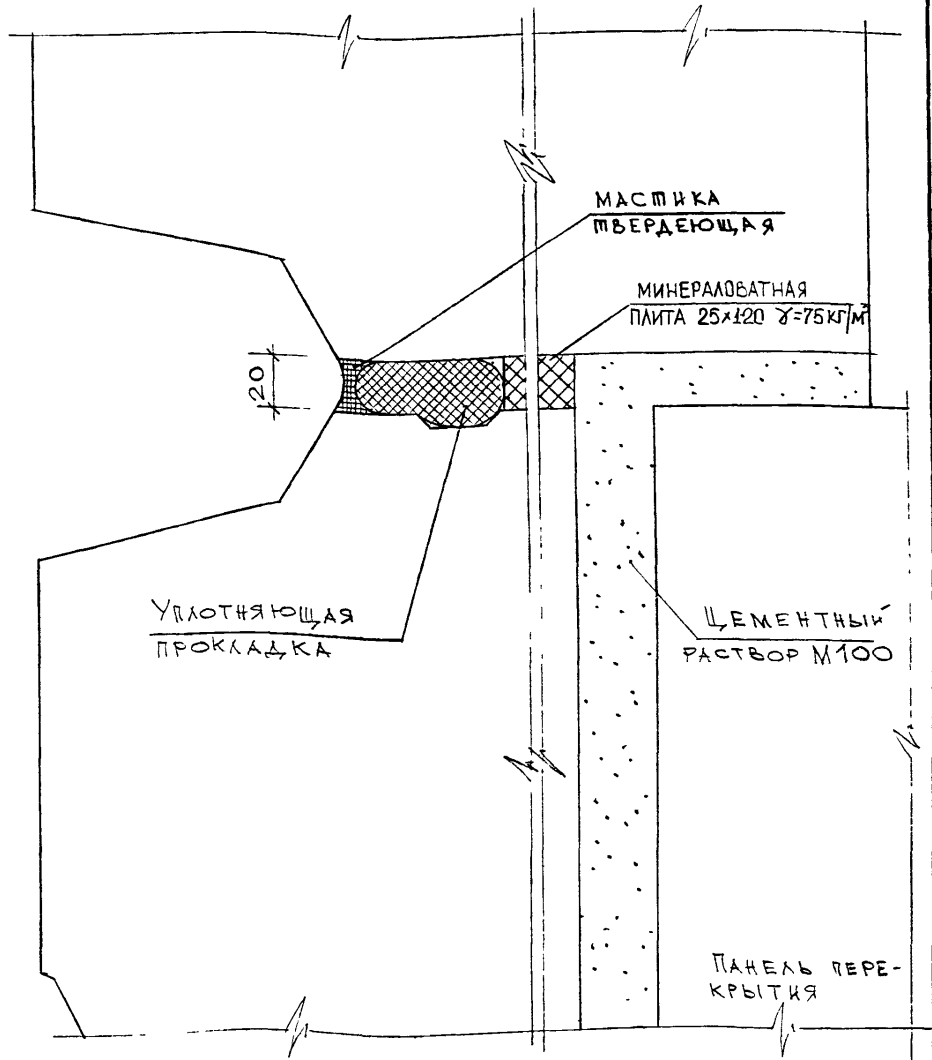 МАСТИКА
ТВЕРДЕЮЩАЯ
МИНЕРАЛОВАТНАЯ
ПЛИТА 25×120 γ=75КГ/М³
20
УПЛОТНЯЮЩАЯ
ПРОКЛАДКА
ЦЕМЕНТНЫЙ
РАСТВОР М100
ПАНЕЛЬ ПЕРЕ-
КРЫТИЯ